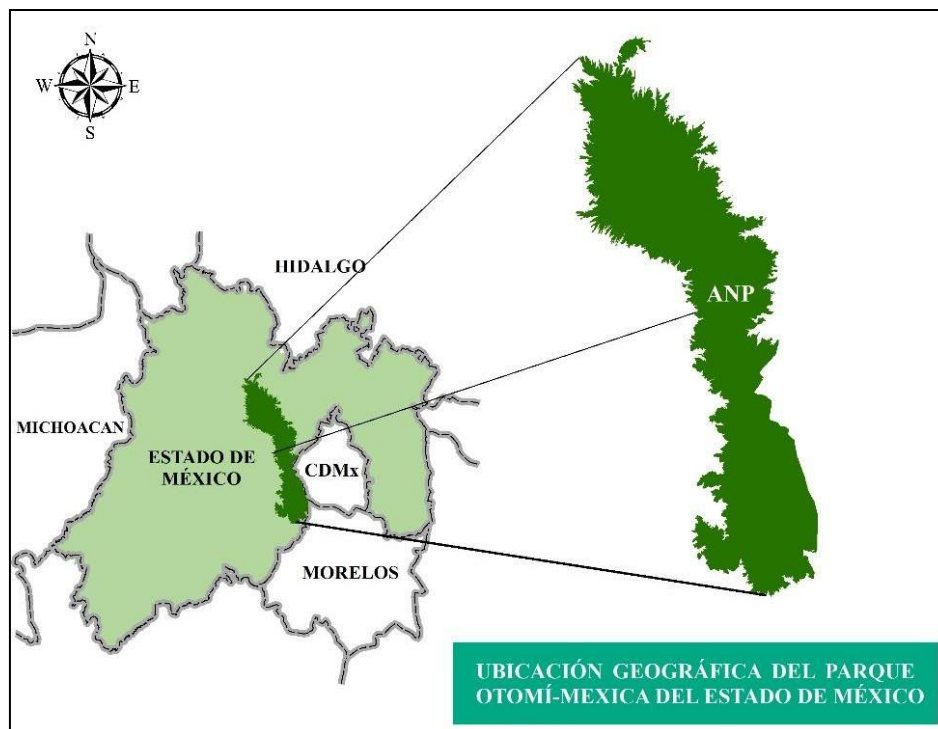 N
W E
S
HIDALGO
ANP
MICHOACAN
ESTADO DE
MÉXICO
CDMx
MORELOS
UBICACIÓN GEOGRÁFICA DEL PARQUE
OTOMÍ-MEXICA DEL ESTADO DE MÉXICO